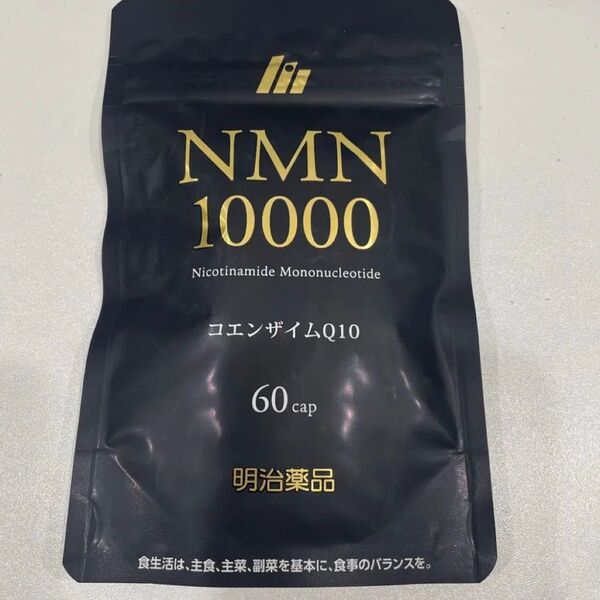 NMN
10000
Nicotinamide Mononucleotide
コエンザイムQ10
60 cap
明治薬品
食生活は、主食、主菜、副菜を基本に、食事のバランスを。